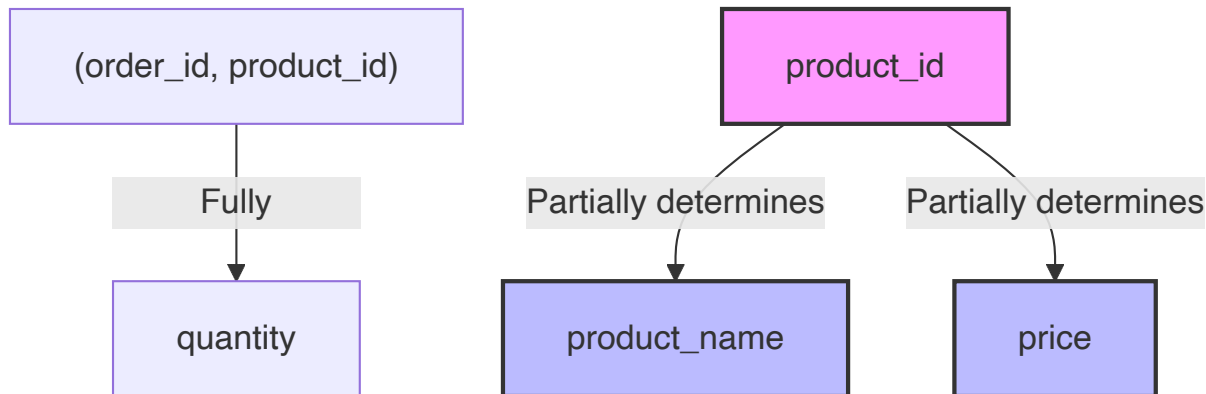 (order_id, product_id)
product_id
Fully
Partially determines
Partially determines
quantity
product_name
price